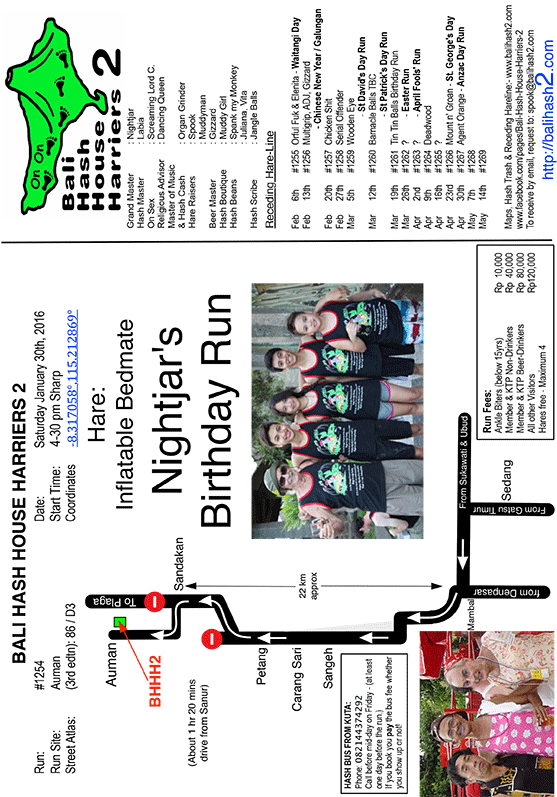 BALI HASH HOUSE HARRIERS 2
Run: #1254
Run Site: Auman
Street Atlas: (3rd edtn): 86 / D3
Date: Saturday January 30th, 2016
Start Time: 4-30 pm Sharp
Coordinates -8.317058°,115.212869°
Hare:
Inflatable Bedmate
Nightjar's
Birthday Run
Auman
BHHH2
To Plaga
Sandakan
(About 1 hr 20 mins
drive from Sanur)
22 km
approx
Petang
Carang Sari
Sangeh
Mambal
From Sukawati & Ubud
from Denpasar
From Gatsu Timur
Sedang
HASH BUS FROM KUTA:
Phone: 082144374292
Call before mid-day on Friday - (at least
one day before the run.)
If you book you pay the bus fee whether
you show up or not!
Run Fees:
Ankle Biters (below 15yrs) Rp 10,000
Member & KTP Non-Drinkers Rp 40,000
Member & KTP Beer-Drinkers Rp 80,000
All other Visitors Rp120,000
Hares free - Maximum 4
On On
Bali
Hash
House
Harriers 2
Grand Master : Nightjar
Hash Master : Labia
On Sex : Screaming Lord C.
Religious Advisor : Dancing Queen
Master of Music
& Hash Cash : Organ Grinder
Hare Raisers : Spook
Muddyman
Beer Master : Gizzard
Hash Boutique : Muddy Girl
Hash Beans : Spank my Monkey
Juliana, Vita
Hash Scribe : Jangle Balls
Receding Hare-Line
Feb 6th #1255 Orful Fuk & Elenita - Waitangi Day
Feb 13th #1256 Multigrip, ADJ, Gizzard
- Chinese New Year / Galungan
Feb 20th #1257 Chicken Shit
Feb 27th #1258 Serial Offender
Mar 5th #1259 Wooden Eye
St David's Day Run
Mar 12th #1260 Barnacle Balls TBC
- St Patrick's Day Run
Mar 19th #1261 Tin Tin Balls Birthday Run
Mar 26th #1262 ? - Easter Run
Apr 2nd #1263 ? April Fools' Run
Apr 9th #1264 Deadwood
Apr 16th #1265 ?
Apr 23rd #1266 Mount n' Groan - St. George's Day
Apr 30th #1267 Agent Orange - Anzac Day Run
May 7th #1268
May 14th #1269
Maps, Hash Trash & Receding Hareline: - www.balihash2.com
www.facebook.com/pages/Bali-Hash-House-Harriers-2
To receive by email, request to: spook@balihash2.com
http://balihash2.com